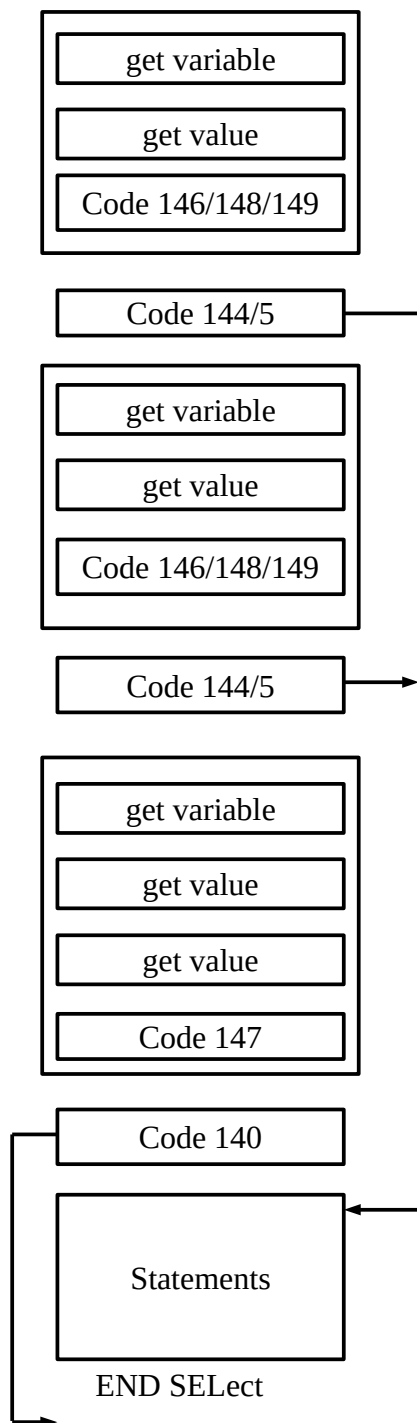 get variable
get value
Code 146/148/149
Code 144/5
get variable
get value
Code 146/148/149
Code 144/5
get variable
get value
get value
Code 147
Code 140
Statements
END SELect